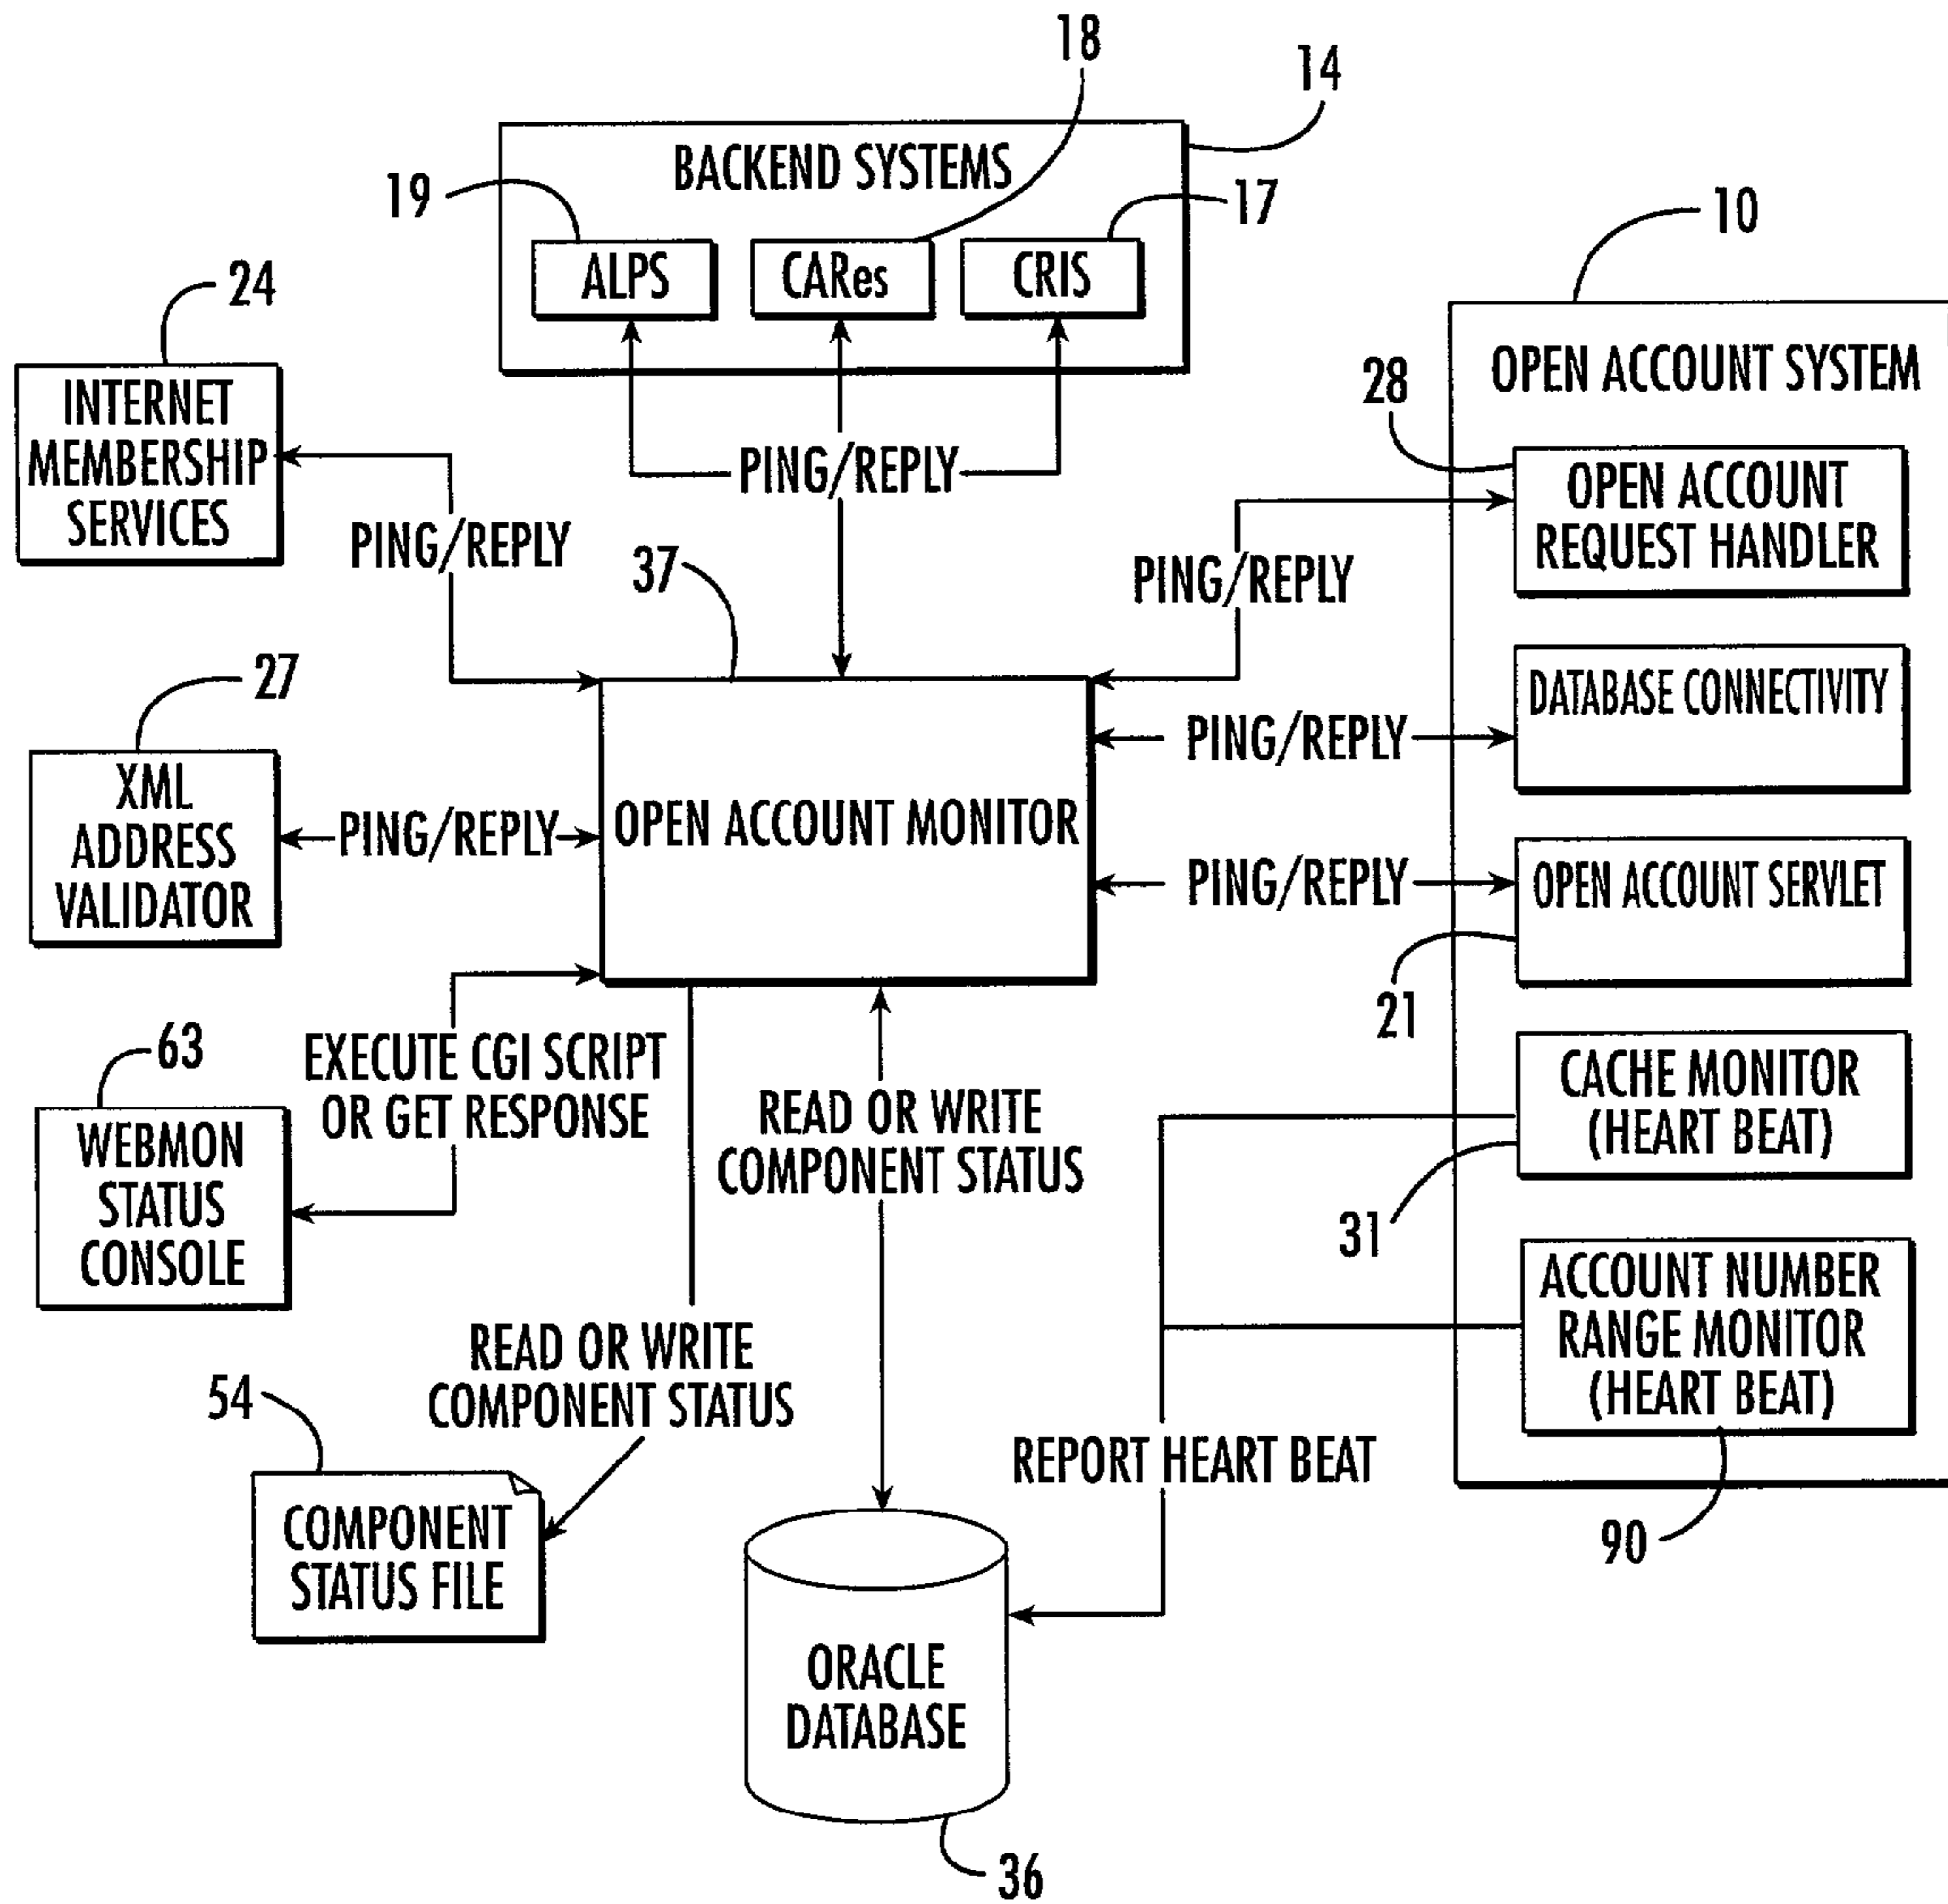 18
14
BACKEND SYSTEMS
19
17
10
ALPS
CARes
CRIS
24
OPEN ACCOUNT SYSTEM
INTERNET
MEMBERSHIP
SERVICES
28
PING/REPLY
OPEN ACCOUNT
REQUEST HANDLER
PING/REPLY
37
PING/REPLY
27
DATABASE CONNECTIVITY
PING/REPLY
XML
ADDRESS
VALIDATOR
PING/REPLY
OPEN ACCOUNT MONITOR
PING/REPLY
OPEN ACCOUNT SERVLET
21
63
EXECUTE CGI SCRIPT
OR GET RESPONSE
WEBMON
STATUS
CONSOLE
READ OR WRITE
COMPONENT STATUS
CACHE MONITOR
(HEART BEAT)
31
ACCOUNT NUMBER
RANGE MONITOR
(HEART BEAT)
READ OR WRITE
COMPONENT STATUS
54
REPORT HEART BEAT
90
COMPONENT
STATUS FILE
ORACLE
DATABASE
36